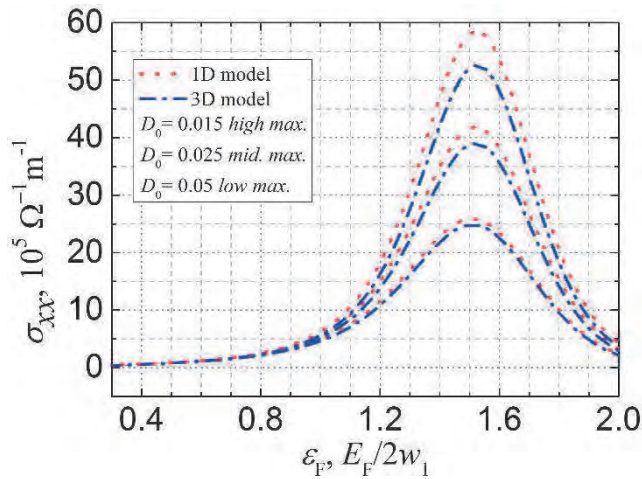 60
50
40
30
20
10
0
σxx, 10⁵ Ω⁻¹m⁻¹
1D model
3D model
D₀= 0.015 high max.
D₀= 0.025 mid. max.
D₀= 0.05 low max.
0.4 0.8 1.2 1.6 2.0
εF, EF/2w₁